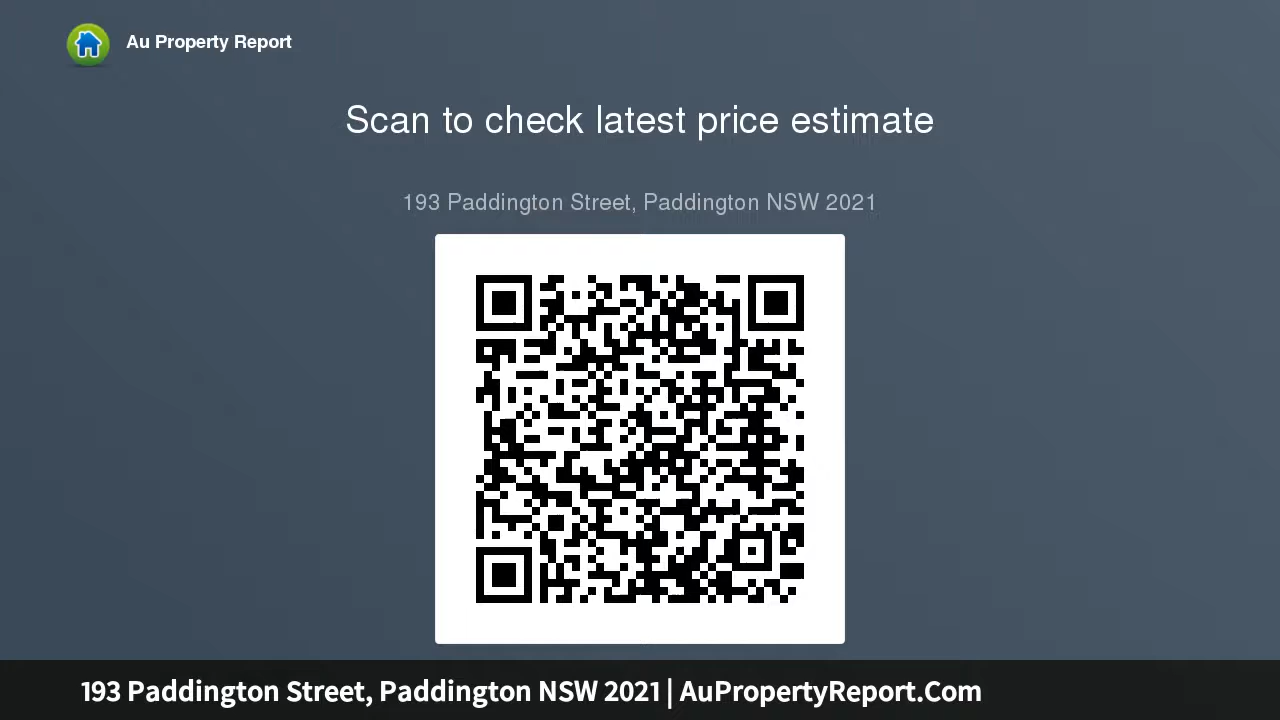 Au Property Report
Scan to check latest price estimate
193 Paddington Street, Paddington NSW 2021
193 Paddington Street, Paddington NSW 2021 | AuPropertyReport.Com